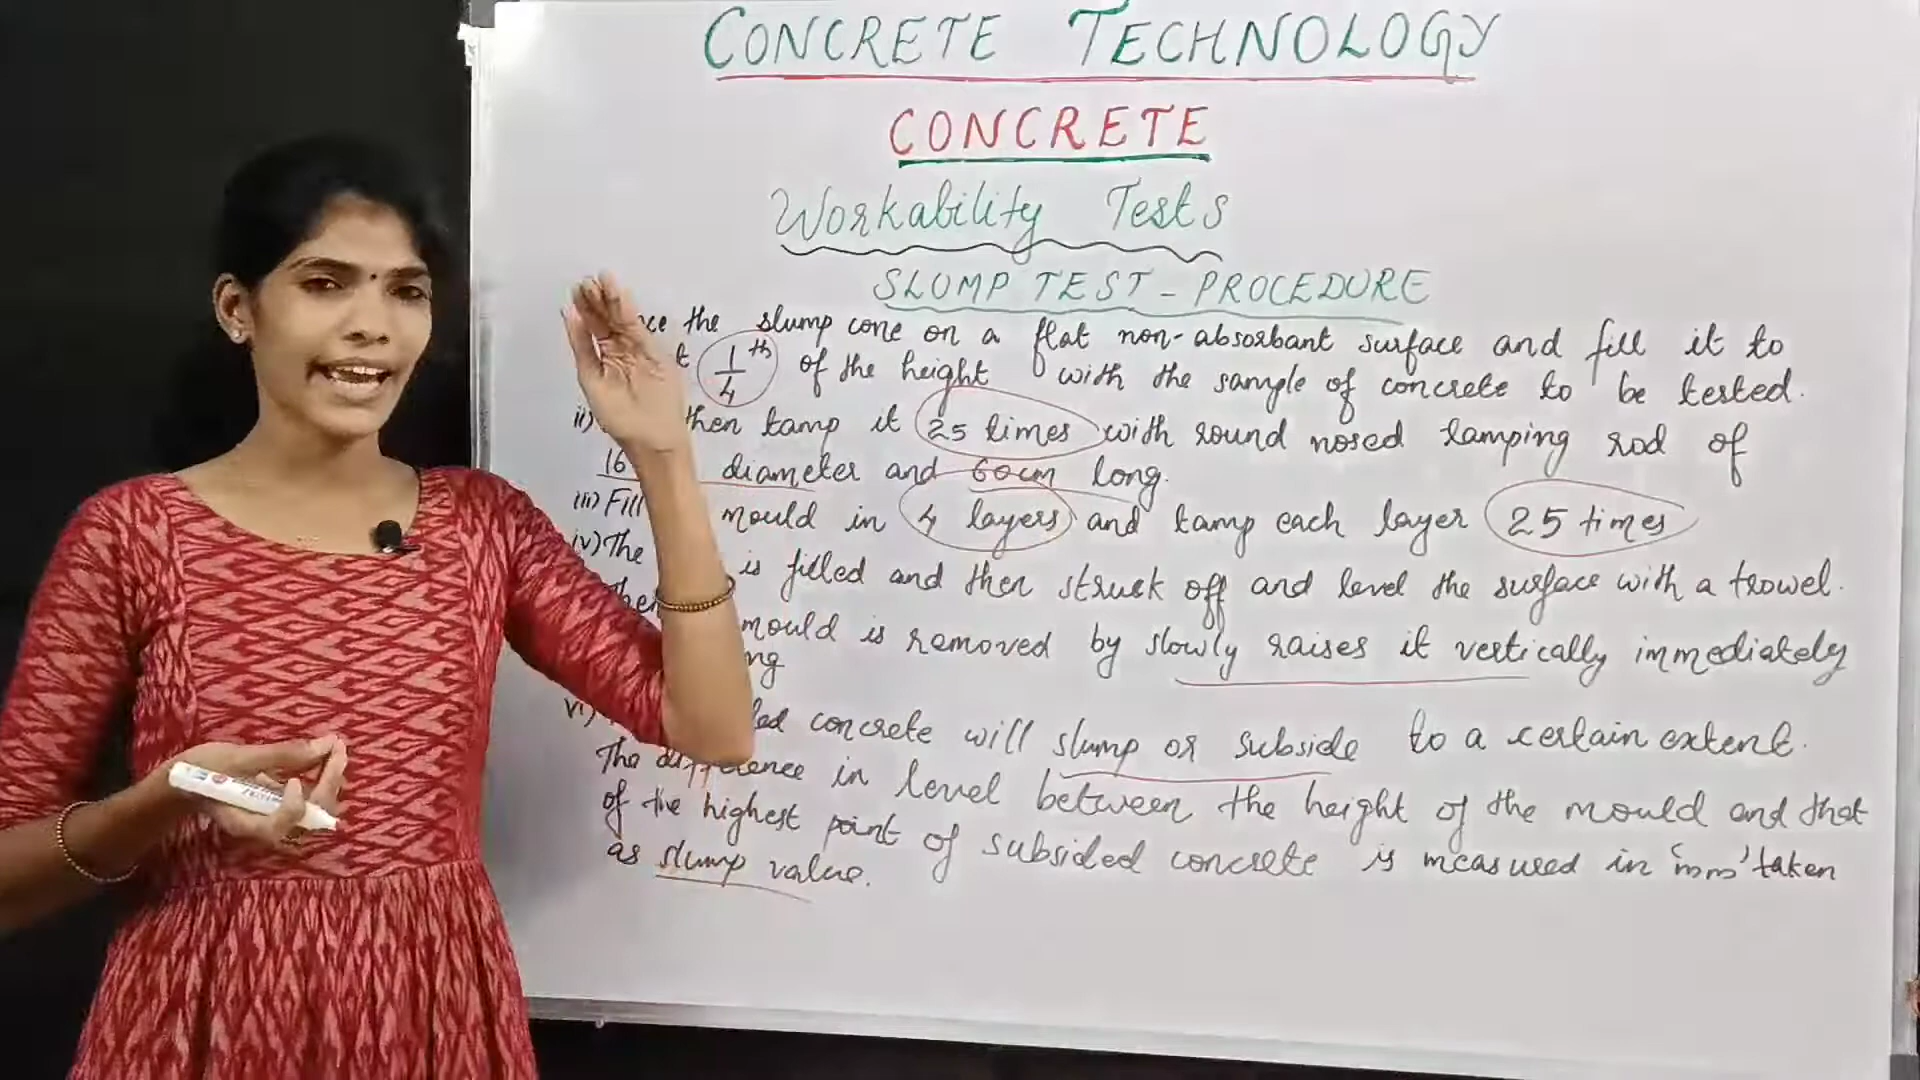 CONCRETE TECHNOLOGY
CONCRETE
Workability Tests
SLUMP TEST - PROCEDURE
the slump cone on a flat non-absorbant surface and fill it to
1/4 th of the height with the sample of concrete to be tested.
ii) then tamp it 25 times with round nosed tamping rod of
16 diameter and 60cm long.
iii) Fill mould in 4 layers and tamp each layer 25 times
iv) The is filled and then struck off and level the surface with a trowel.
mould is removed by slowly raises it vertically immediately
vi) concrete will slump or subside to a certain extent.
The difference in level between the height of the mould and that
of the highest point of subsided concrete is measured in 'mm' taken
as slump value.